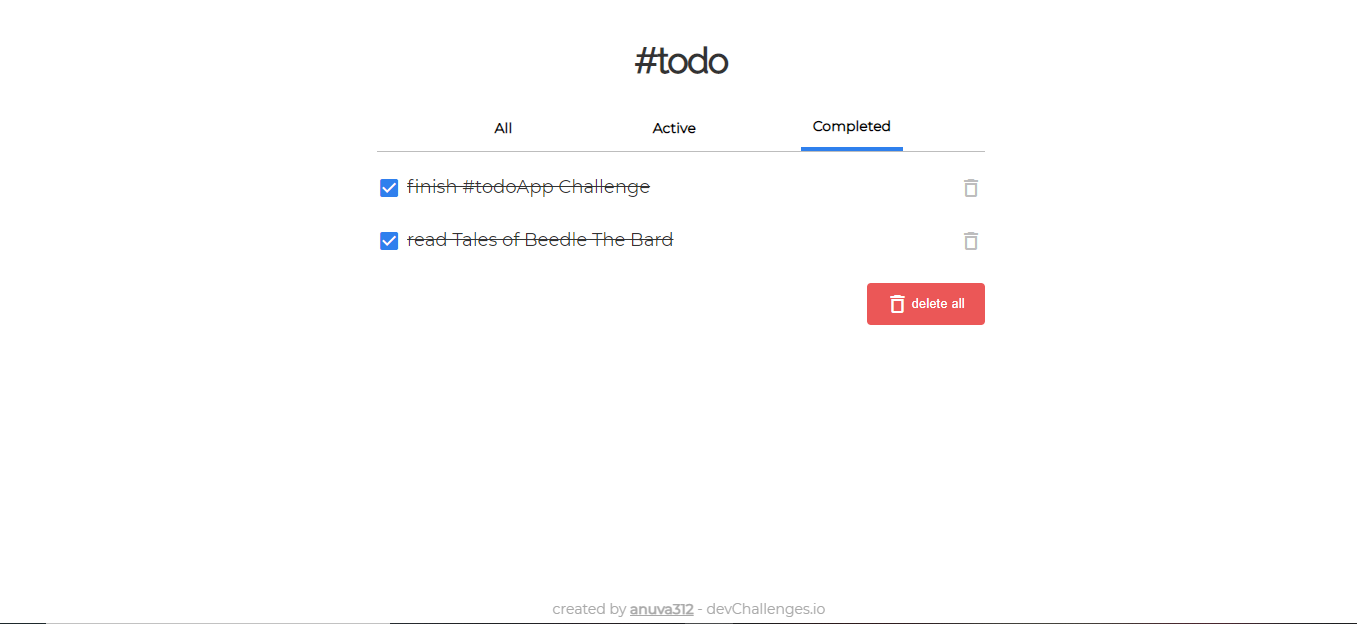 #todo
All Active Completed
finish #todoApp Challenge
read Tales of Beedle The Bard
delete all
created by anuva312 - devChallenges.io